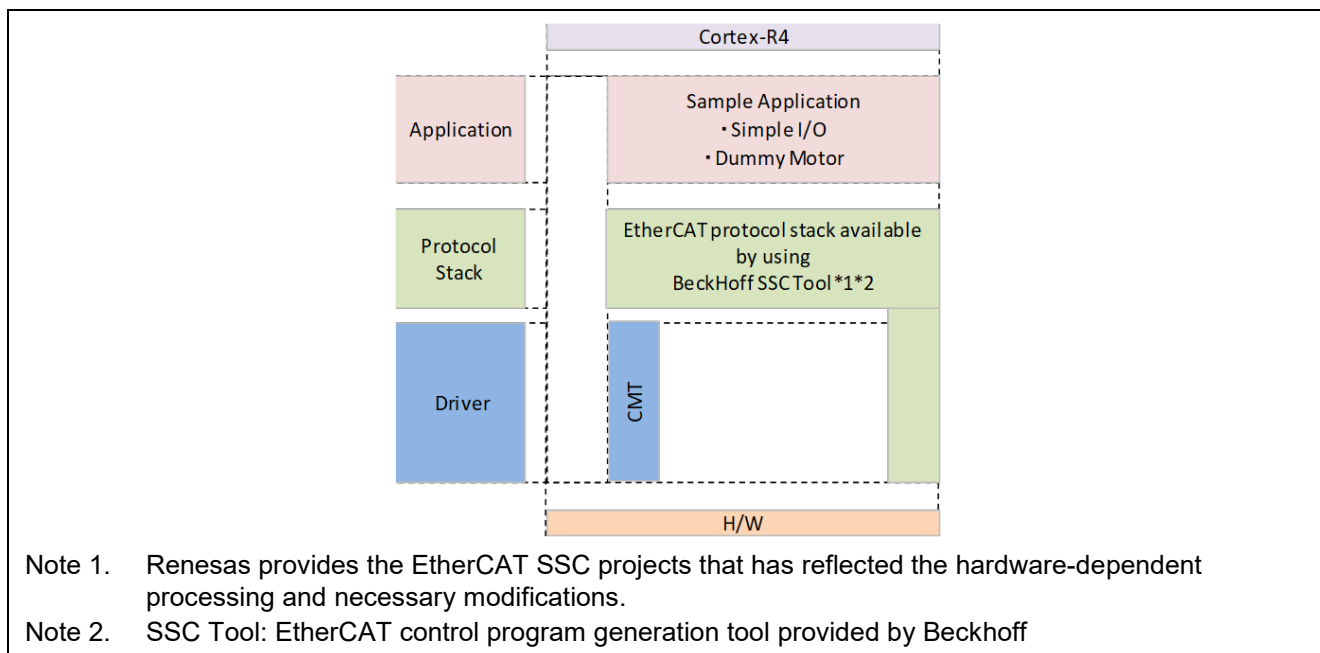 Cortex-R4
Application
Sample Application
・Simple I/O
・Dummy Motor
Protocol
Stack
EtherCAT protocol stack available
by using
BeckHoff SSC Tool *1*2
Driver
CMT
H/W
Note 1. Renesas provides the EtherCAT SSC projects that has reflected the hardware-dependent
processing and necessary modifications.
Note 2. SSC Tool: EtherCAT control program generation tool provided by Beckhoff